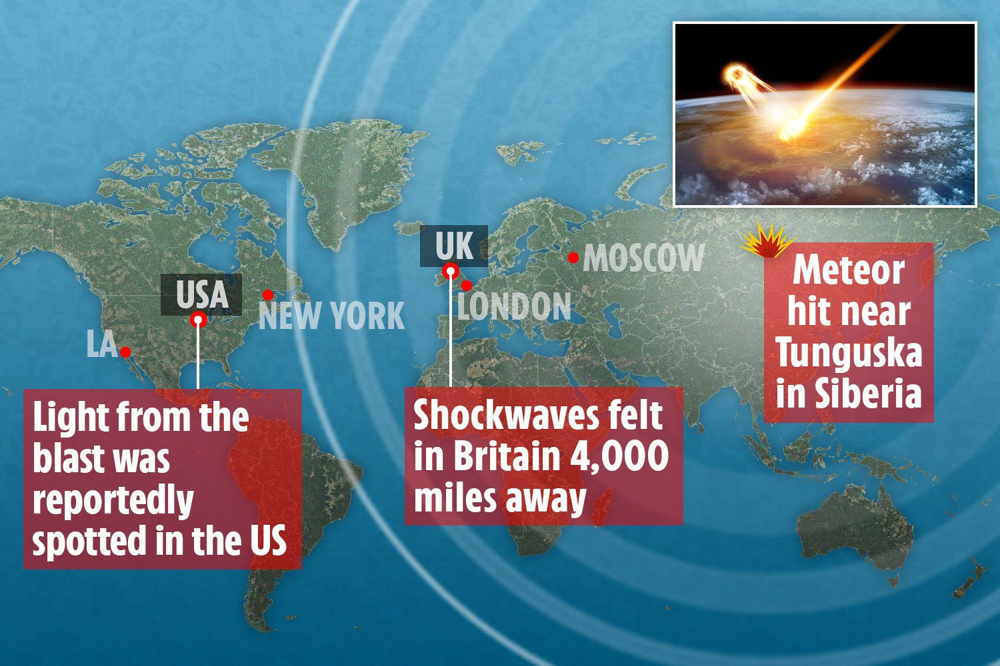 UK
MOSCOW
USA
NEW YORK
LONDON
LA
Meteor
hit near
Tunguska
in Siberia
Light from the
blast was
reportedly
spotted in the US
Shockwaves felt
in Britain 4,000
miles away